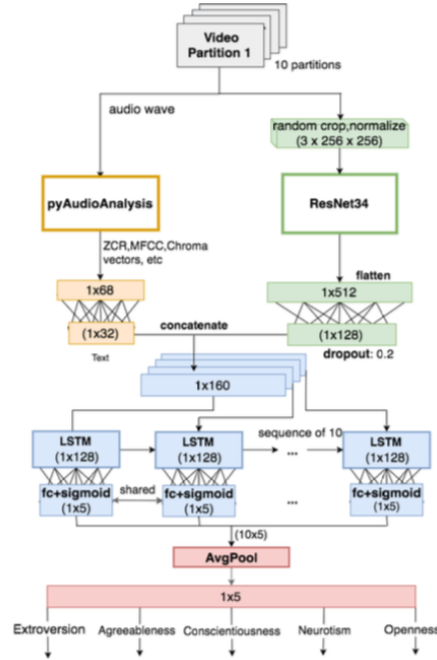 Video
Partition 1
10 partitions
audio wave
random crop,normalize
(3 x 256 x 256)
pyAudioAnalysis
ResNet34
ZCR,MFCC,Chroma
vectors, etc
flatten
1x68
1x512
(1x32)
concatenate
(1x128)
Text
dropout: 0.2
1x160
LSTM
(1x128)
LSTM
(1x128)
sequence of 10
...
LSTM
(1x128)
fc+sigmoid
(1x5)
shared
fc+sigmoid
(1x5)
...
fc+sigmoid
(1x5)
(10x5)
AvgPool
1x5
Extroversion
Agreeableness
Conscientiousness
Neurotism
Openness